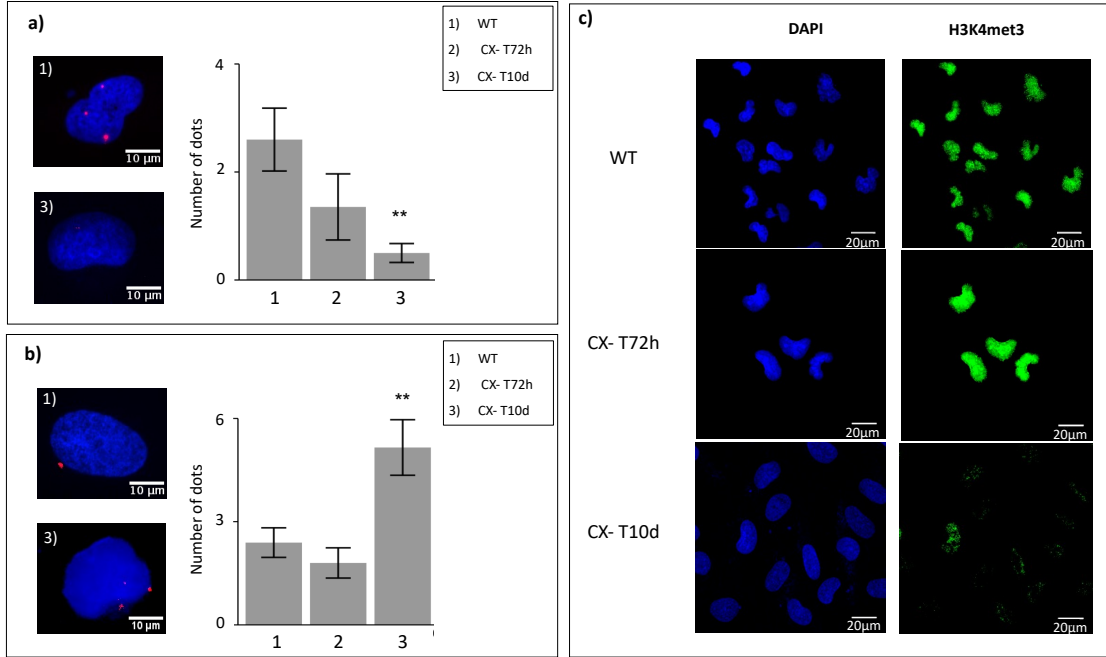 a)
1) WT
2) CX- T72h
3) CX- T10d
1)
10 µm
3)
10 µm
Number of dots
4
2
0
**
1 2 3
b)
1) WT
2) CX- T72h
3) CX- T10d
1)
10 µm
3)
10 µm
Number of dots
6
3
0
**
1 2 3
c)
DAPI H3K4met3
WT
20µm 20µm
CX- T72h
20µm 20µm
CX- T10d
20µm 20µm